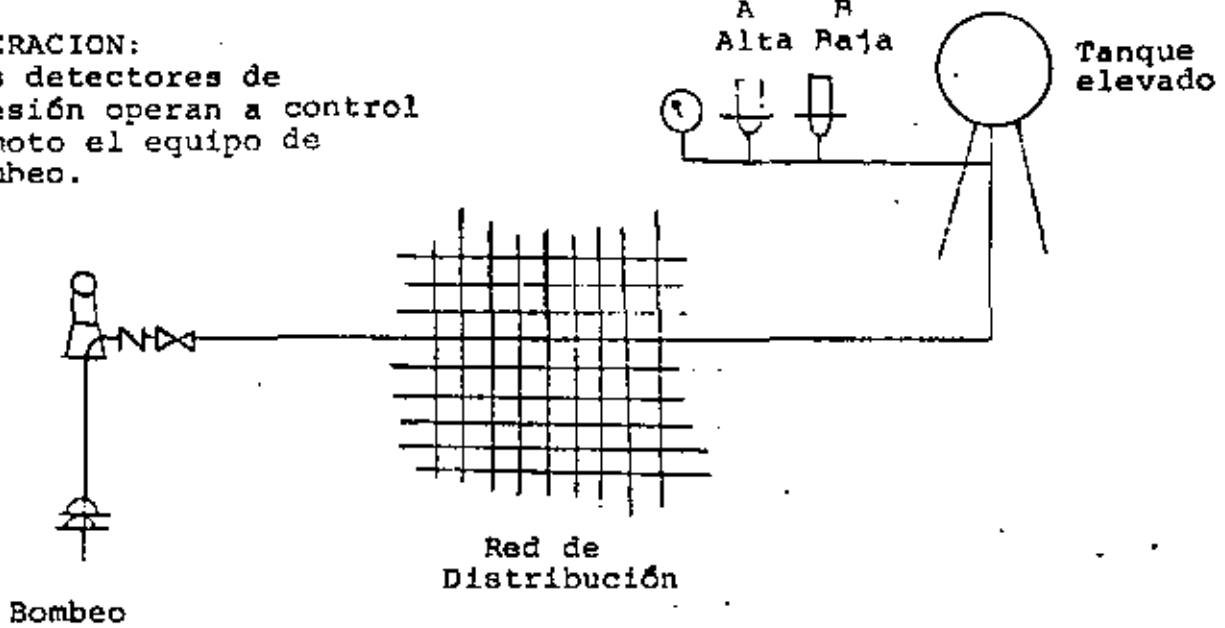 ERACION:
s detectores de
esión operan a control
moto el equipo de
mbeo.
A B
Alta Baja
Tanque
elevado
Red de
Distribución
Bombeo